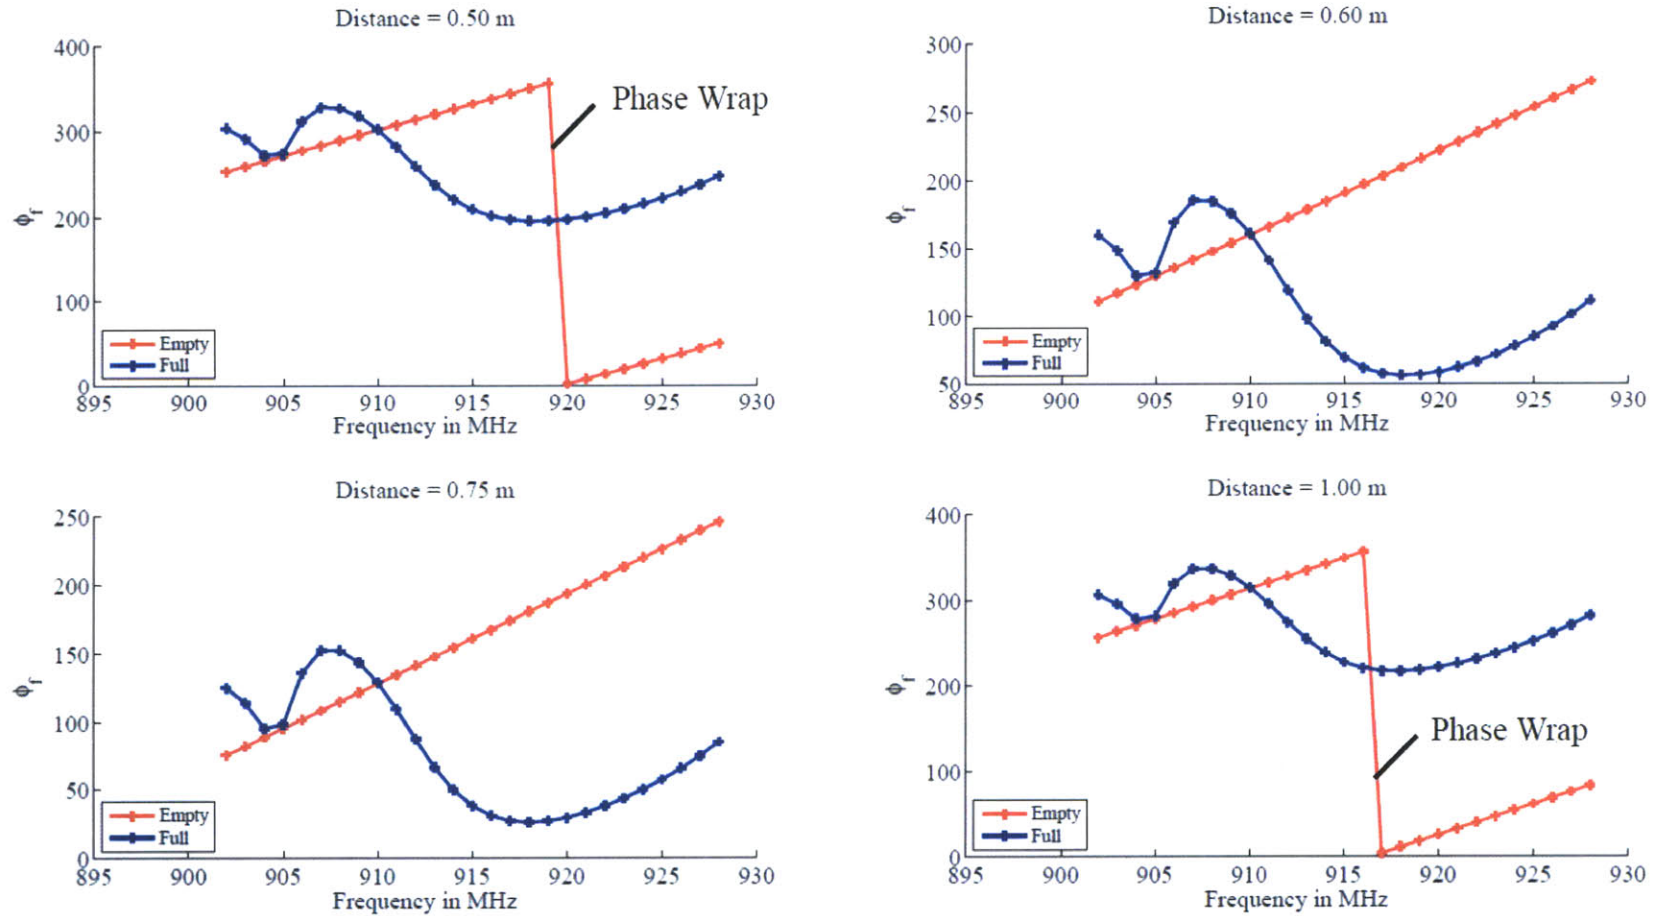 Distance = 0.50 m
400
300
200
100
0
ϕf
Phase Wrap
Empty
Full
895 900 905 910 915 920 925 930
Frequency in MHz
Distance = 0.60 m
300
250
200
150
100
50
ϕf
Empty
Full
895 900 905 910 915 920 925 930
Frequency in MHz
Distance = 0.75 m
250
200
150
100
50
0
ϕf
Empty
Full
895 900 905 910 915 920 925 930
Frequency in MHz
Distance = 1.00 m
400
300
200
100
0
ϕf
Phase Wrap
Empty
Full
895 900 905 910 915 920 925 930
Frequency in MHz